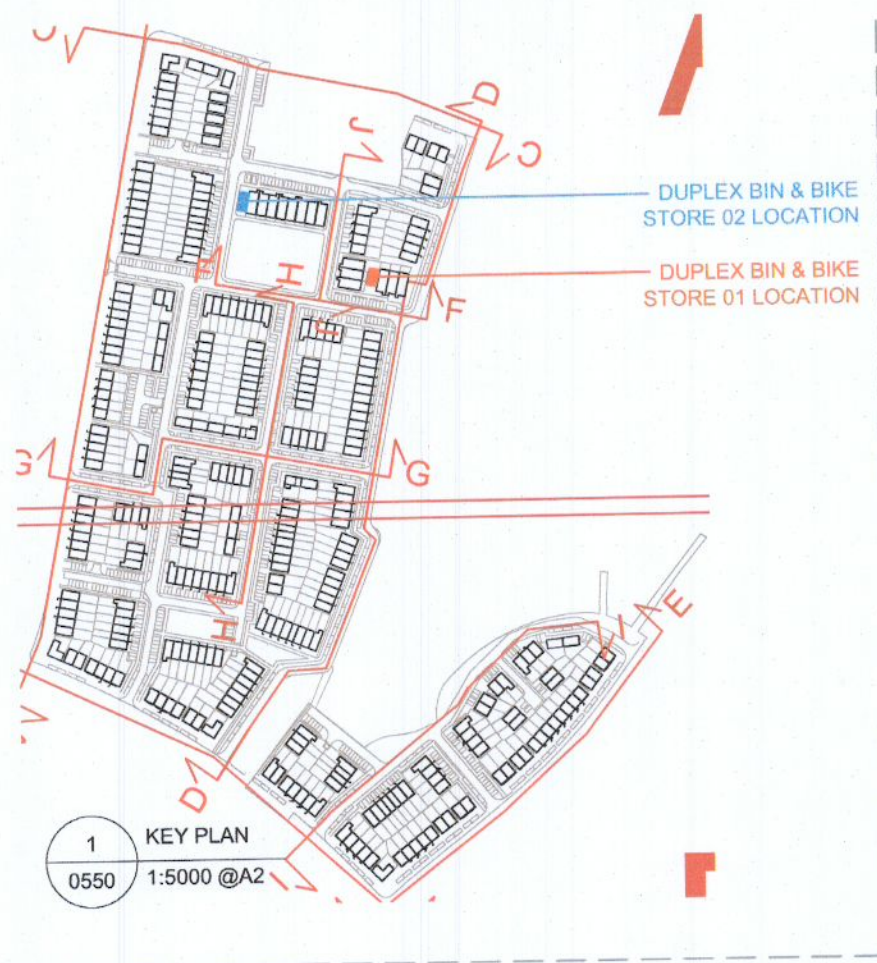 J
D
C
J
DUPLEX BIN & BIKE
STORE 02 LOCATION
DUPLEX BIN & BIKE
STORE 01 LOCATION
F
H
F
J
G
G
H
E
I
D
I
1
KEY PLAN
0550
1:5000 @A2